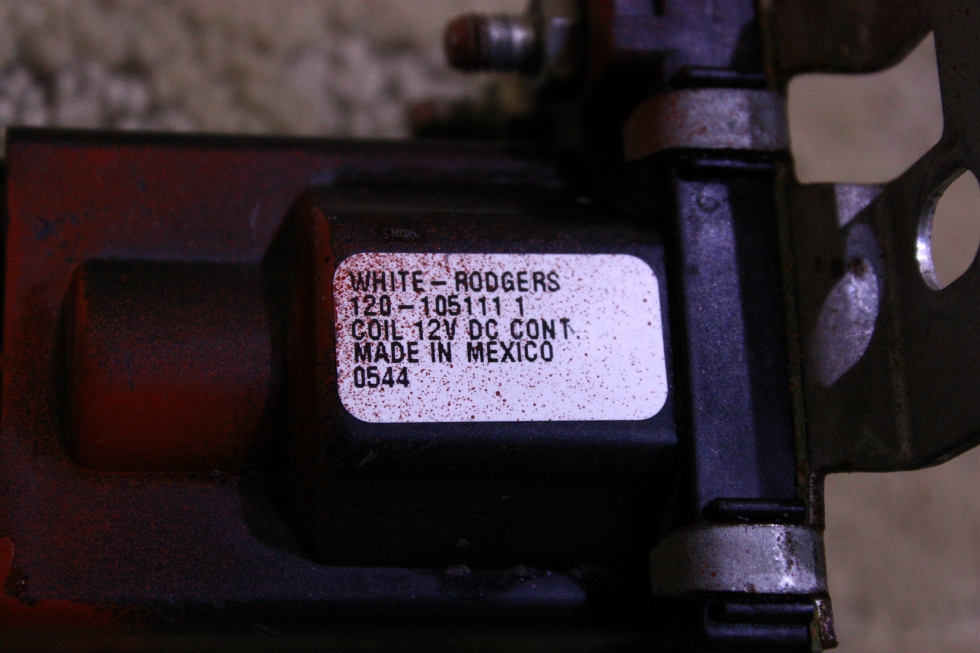 WHITE-RODGERS
120-105111 1
COIL 12V DC CONT.
MADE IN MEXICO
0544